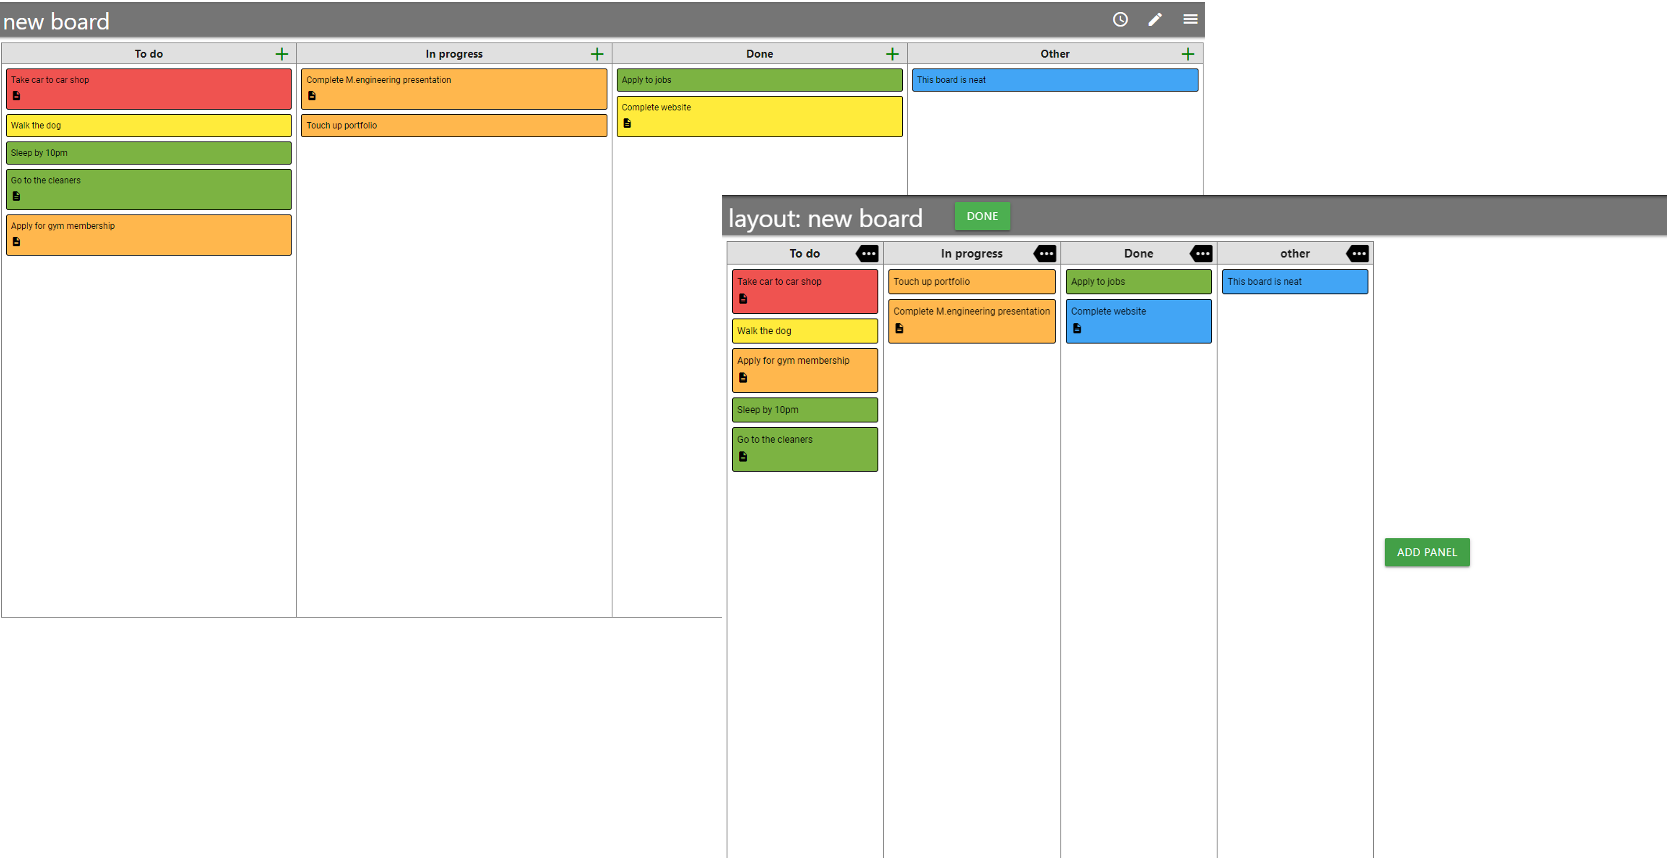 new board
To do
In progress
Done
Other
Take car to car shop
Walk the dog
Sleep by 10pm
Go to the cleaners
Apply for gym membership
Complete M.engineering presentation
Touch up portfolio
Apply to jobs
Complete website
This board is neat
layout: new board
DONE
To do
In progress
Done
other
Take car to car shop
Walk the dog
Apply for gym membership
Sleep by 10pm
Go to the cleaners
Touch up portfolio
Complete M.engineering presentation
Apply to jobs
Complete website
This board is neat
ADD PANEL